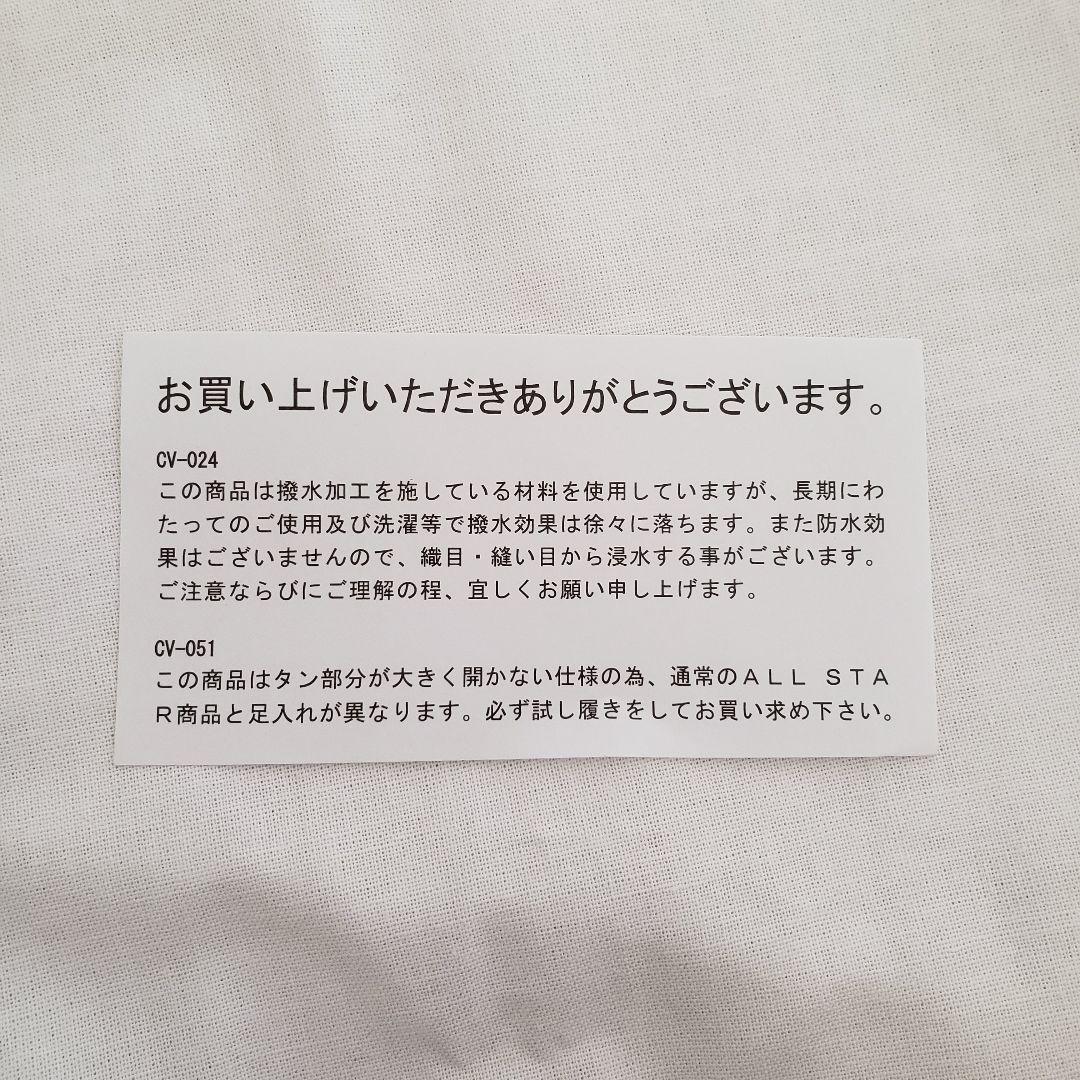 お買い上げいただきありがとうございます。
CV-024
この商品は撥水加工を施している材料を使用していますが、長期にわ
たってのご使用及び洗濯等で撥水効果は徐々に落ちます。また防水効
果はございませんので、織目・縫い目から浸水する事がございます。
ご注意ならびにご理解の程、宜しくお願い申し上げます。
CV-051
この商品はタン部分が大きく開かない仕様の為、通常のＡＬＬ　ＳＴＡ
Ｒ商品と足入れが異なります。必ず試し履きをしてお買い求め下さい。